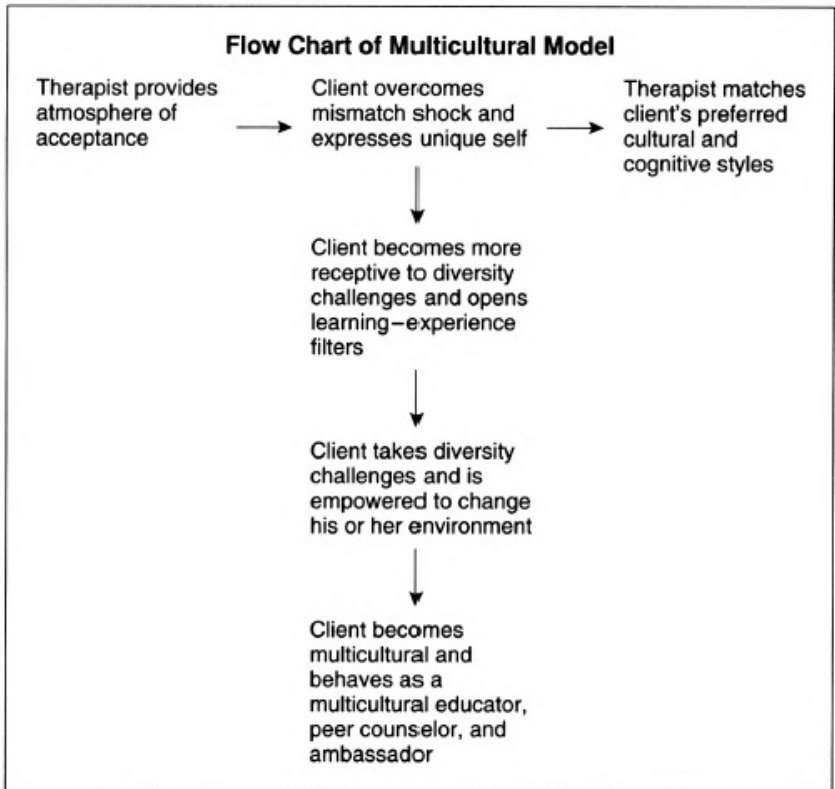 Flow Chart of Multicultural Model
Therapist provides
atmosphere of
acceptance
Client overcomes
mismatch shock and
expresses unique self
Therapist matches
client's preferred
cultural and
cognitive styles
Client becomes more
receptive to diversity
challenges and opens
learning–experience
filters
Client takes diversity
challenges and is
empowered to change
his or her environment
Client becomes
multicultural and
behaves as a
multicultural educator,
peer counselor, and
ambassador